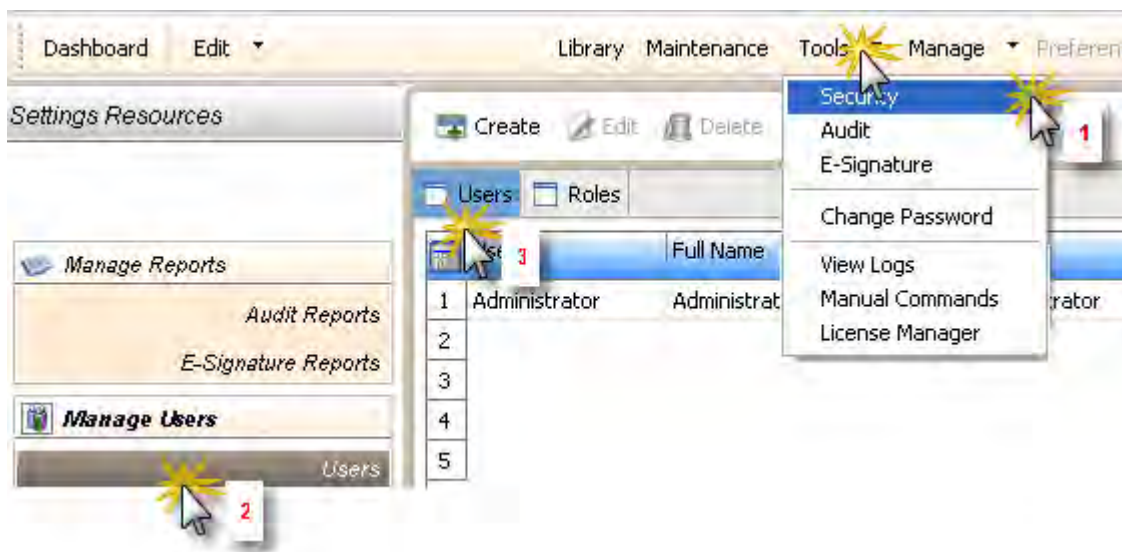 Dashboard Edit Library Maintenance Tools Manage
Settings Resources
Security
Create Edit Delete
Audit
1
E-Signature
Users Roles
Change Password
3
Full Name
Manage Reports
View Logs
Audit Reports
1 Administrator Administrat rator
Manual Commands
2
License Manager
E-Signature Reports
3
Manage Users
4
Users
5
2